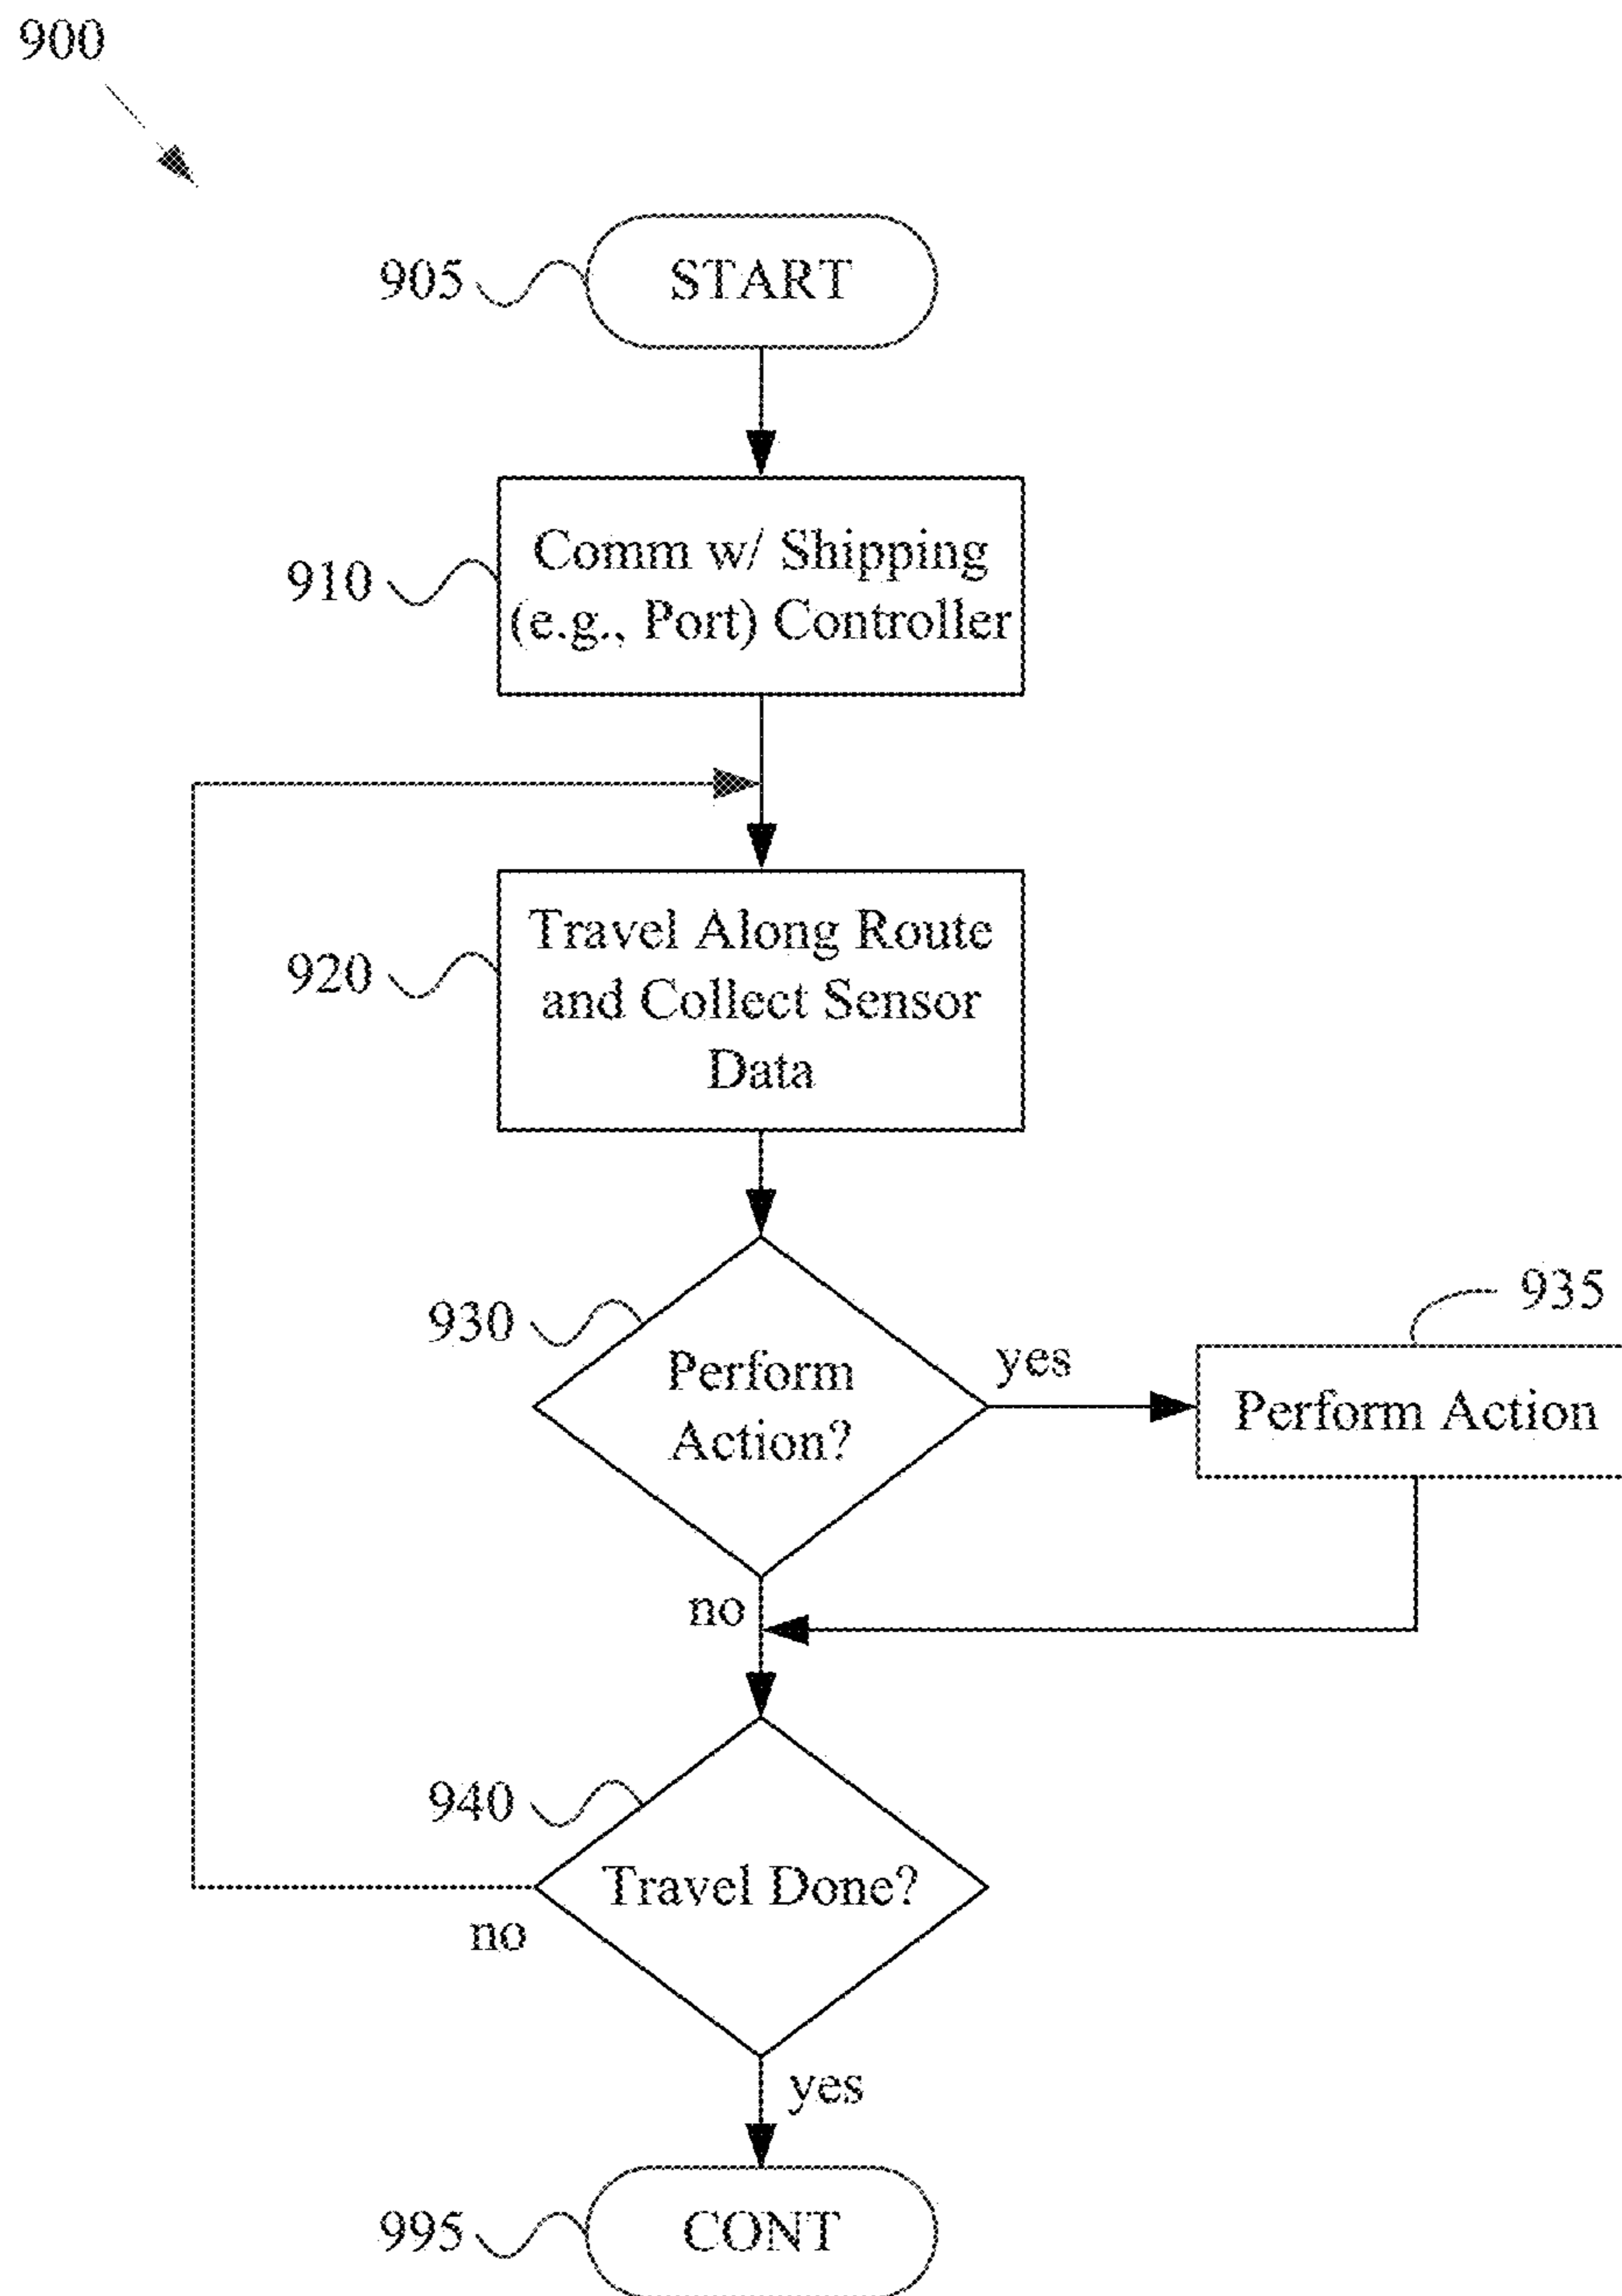 900
905
START
910
Comm w/ Shipping
(e.g., Port) Controller
920
Travel Along Route
and Collect Sensor
Data
930
Perform
Action?
yes
935
Perform Action
no
940
Travel Done?
no
yes
995
CONT